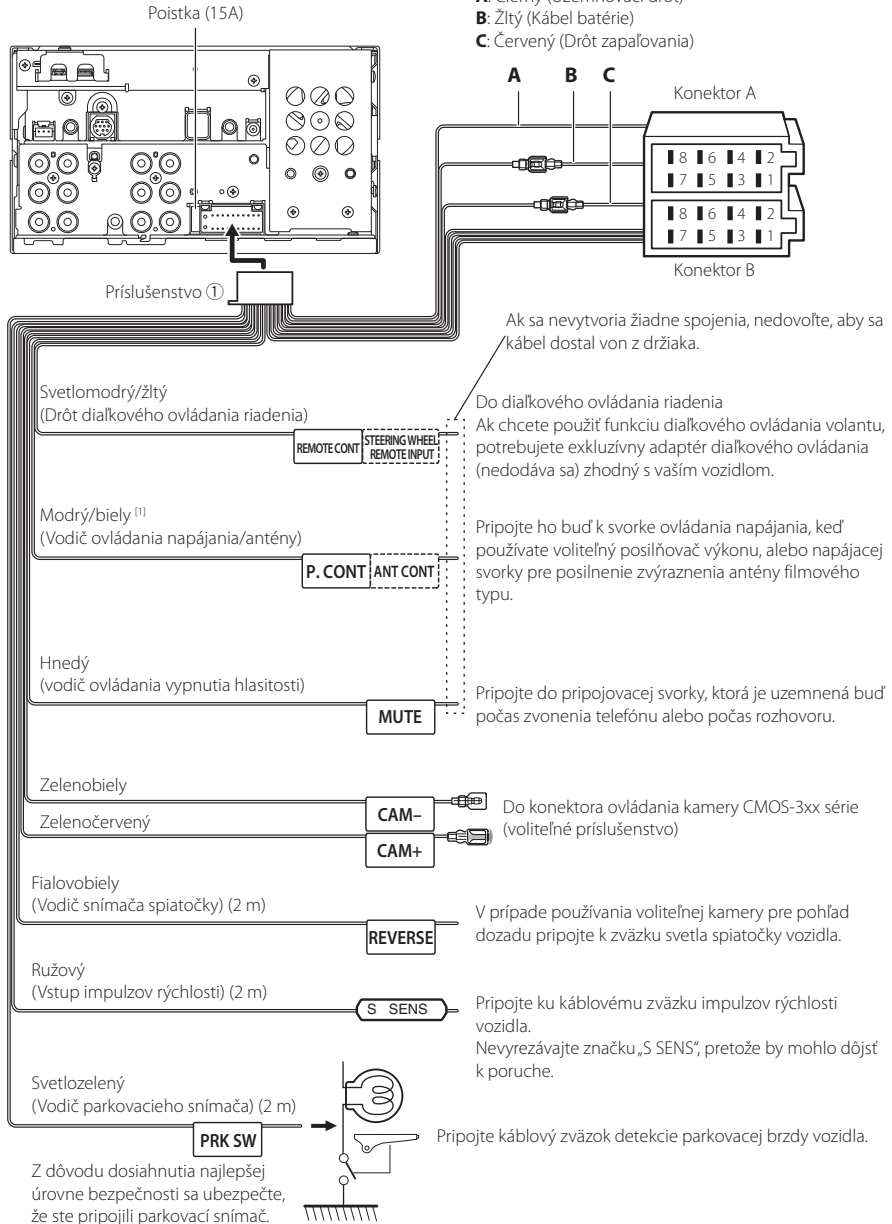 Poistka (15A)
B: Žltý (Kábel batérie)
C: Červený (Drôt zapaľovania)
A B C
Konektor A
8 6 4 2
7 5 3 1
8 6 4 2
7 5 3 1
Konektor B
Príslušenstvo ①
Ak sa nevytvoria žiadne spojenia, nedovoľte, aby sa
kábel dostal von z držiaka.
Svetlomodrý/žltý
(Drôt diaľkového ovládania riadenia)
REMOTE CONT
STEERING WHEEL
REMOTE INPUT
Do diaľkového ovládania riadenia
Ak chcete použiť funkciu diaľkového ovládania volantu,
potrebujete exkluzívny adaptér diaľkového ovládania
(nedodáva sa) zhodný s vaším vozidlom.
Modrý/biely [1]
(Vodič ovládania napájania/antény)
P. CONT ANT CONT
Pripojte ho buď k svorke ovládania napájania, keď
používate voliteľný posilňovač výkonu, alebo napájacej
svorky pre posilnenie zvýraznenia antény filmového
typu.
Hnedý
(vodič ovládania vypnutia hlasitosti)
MUTE
Pripojte do pripojovacej svorky, ktorá je uzemnená buď
počas zvonenia telefónu alebo počas rozhovoru.
Zelenobiely
CAM–
Zelenočervený
CAM+
Do konektora ovládania kamery CMOS-3xx série
(voliteľné príslušenstvo)
Fialovobiely
(Vodič snímača spiatočky) (2 m)
REVERSE
V prípade používania voliteľnej kamery pre pohľad
dozadu pripojte k zväzku svetla spiatočky vozidla.
Ružový
(Vstup impulzov rýchlosti) (2 m)
S SENS
Pripojte ku káblovému zväzku impulzov rýchlosti
vozidla.
Nevyrezávajte značku „S SENS“, pretože by mohlo dôjsť
k poruche.
Svetlozelený
(Vodič parkovacieho snímača) (2 m)
PRK SW
Pripojte káblový zväzok detekcie parkovacej brzdy vozidla.
Z dôvodu dosiahnutia najlepšej
úrovne bezpečnosti sa ubezpečte,
že ste pripojili parkovací snímač.